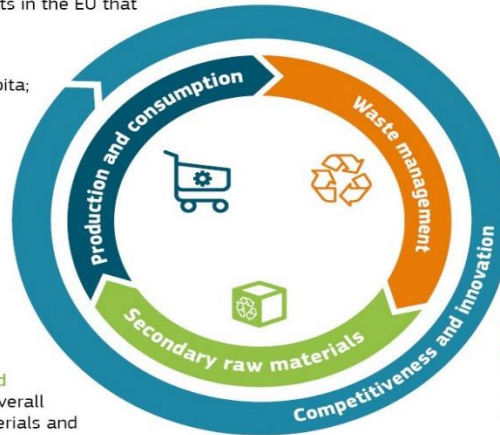 ts in the EU that
pita;
Production and consumption
Waste management
Secondary raw materials
Competitiveness and innovation
d
verall
erials and